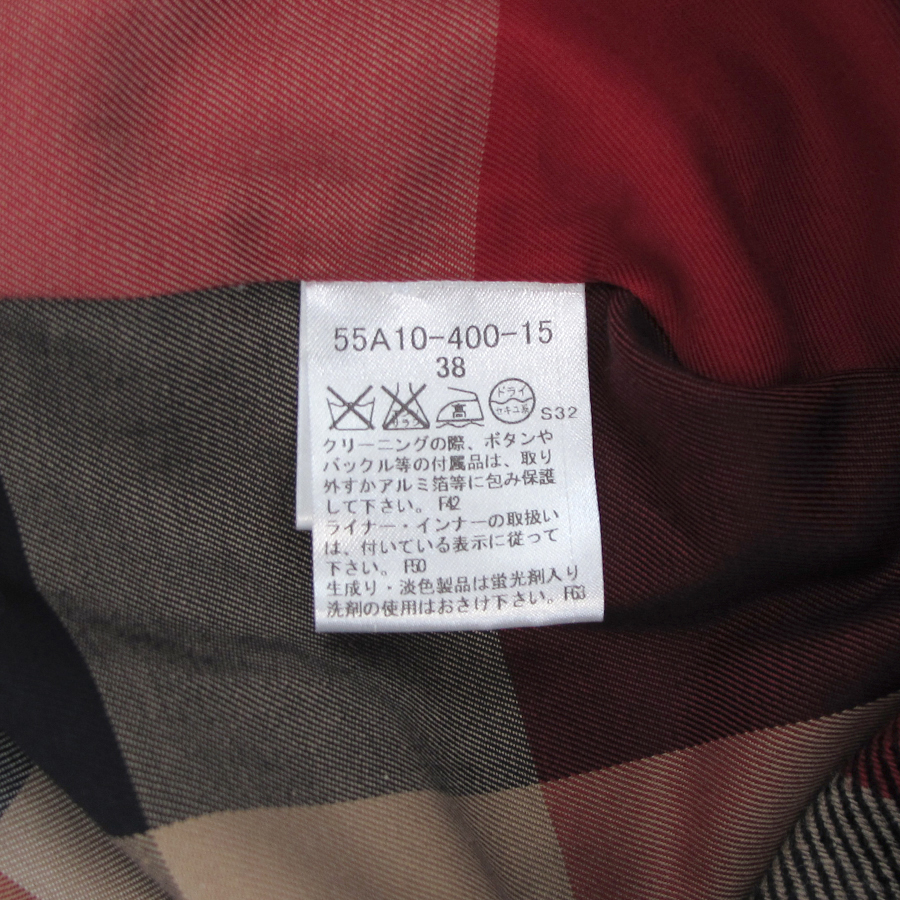 55A10-400-15
38
高
ドライ
セキユ系
S32
クリーニングの際、ボタンや
バックル等の付属品は、取り
外すかアルミ箔等に包み保護
して下さい。 F42
ライナー・インナーの取扱い
は、付いている表示に従って
下さい。 F50
生成り・淡色製品は蛍光剤入り
洗剤の使用はおさけ下さい。F63